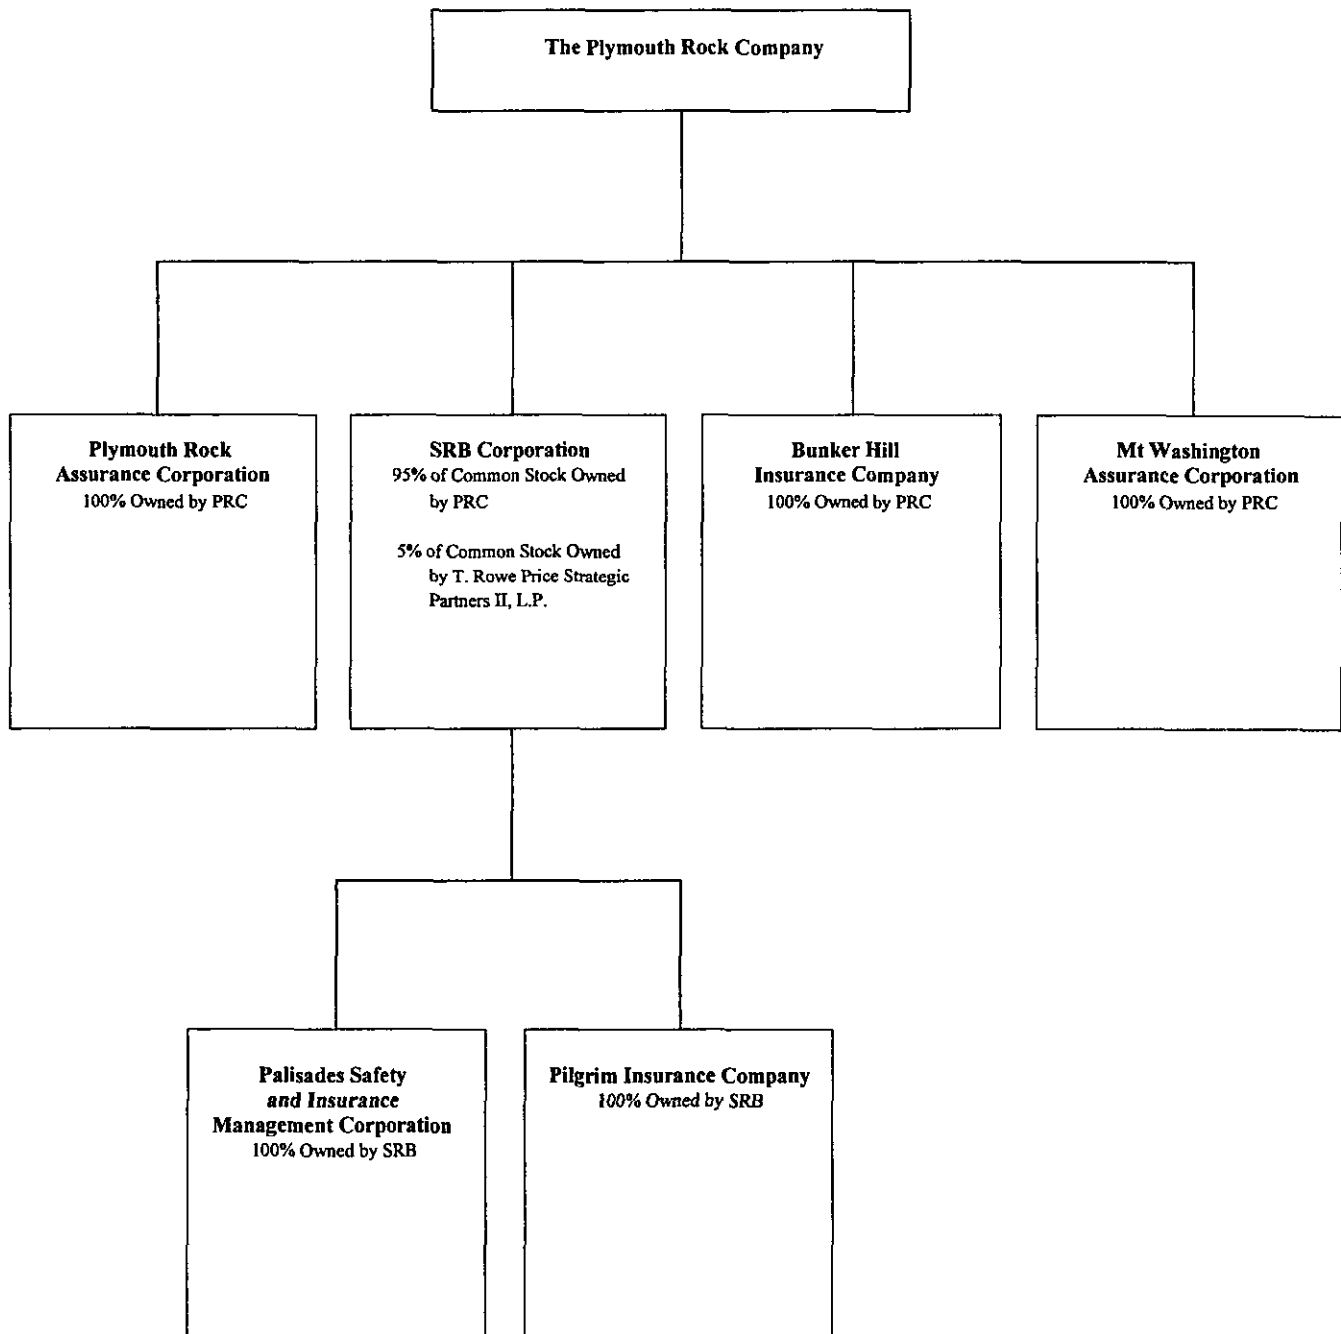 The Plymouth Rock Company
Plymouth Rock
Assurance Corporation
100% Owned by PRC
SRB Corporation
95% of Common Stock Owned
by PRC
5% of Common Stock Owned
by T. Rowe Price Strategic
Partners II, L.P.
Bunker Hill
Insurance Company
100% Owned by PRC
Mt Washington
Assurance Corporation
100% Owned by PRC
Palisades Safety
and Insurance
Management Corporation
100% Owned by SRB
Pilgrim Insurance Company
100% Owned by SRB